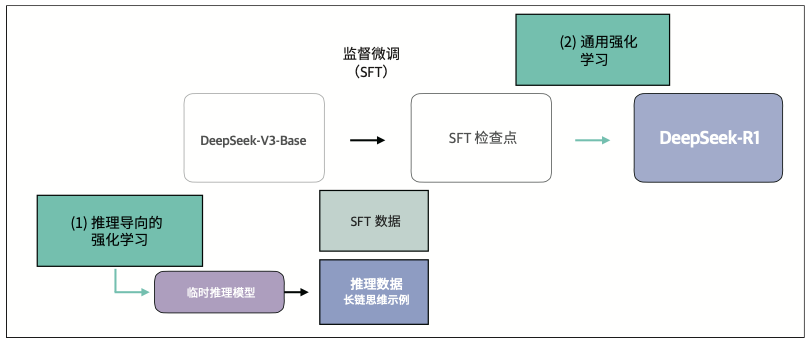 监督微调
（SFT）
(2) 通用强化
学习
DeepSeek-V3-Base
SFT 检查点
DeepSeek-R1
(1) 推理导向的
强化学习
SFT 数据
临时推理模型
推理数据
长链思维示例